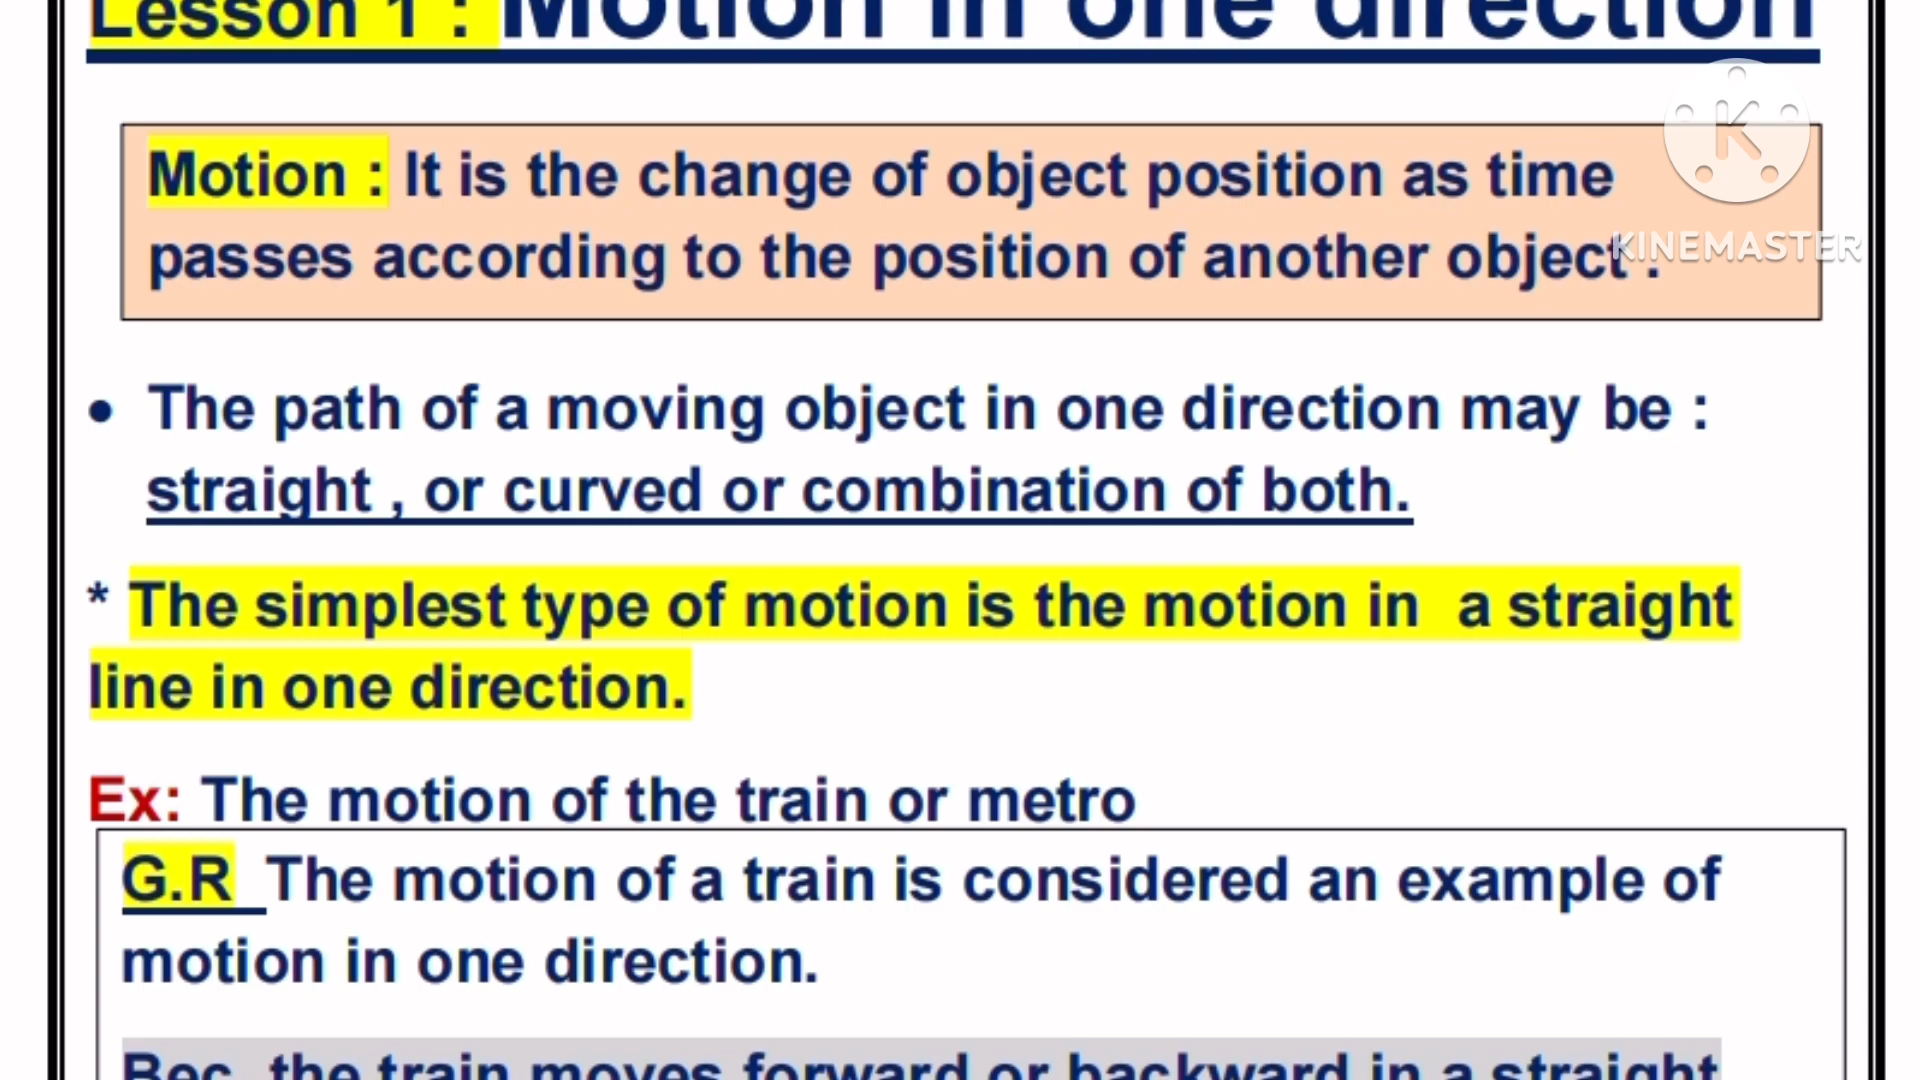 Lesson 1 : Motion in one direction
Motion : It is the change of object position as time
passes according to the position of another object .
KINEMASTER
• The path of a moving object in one direction may be :
straight , or curved or combination of both.
* The simplest type of motion is the motion in a straight
line in one direction.
Ex: The motion of the train or metro
G.R The motion of a train is considered an example of
motion in one direction.
Bec. the train moves forward or backward in a straight